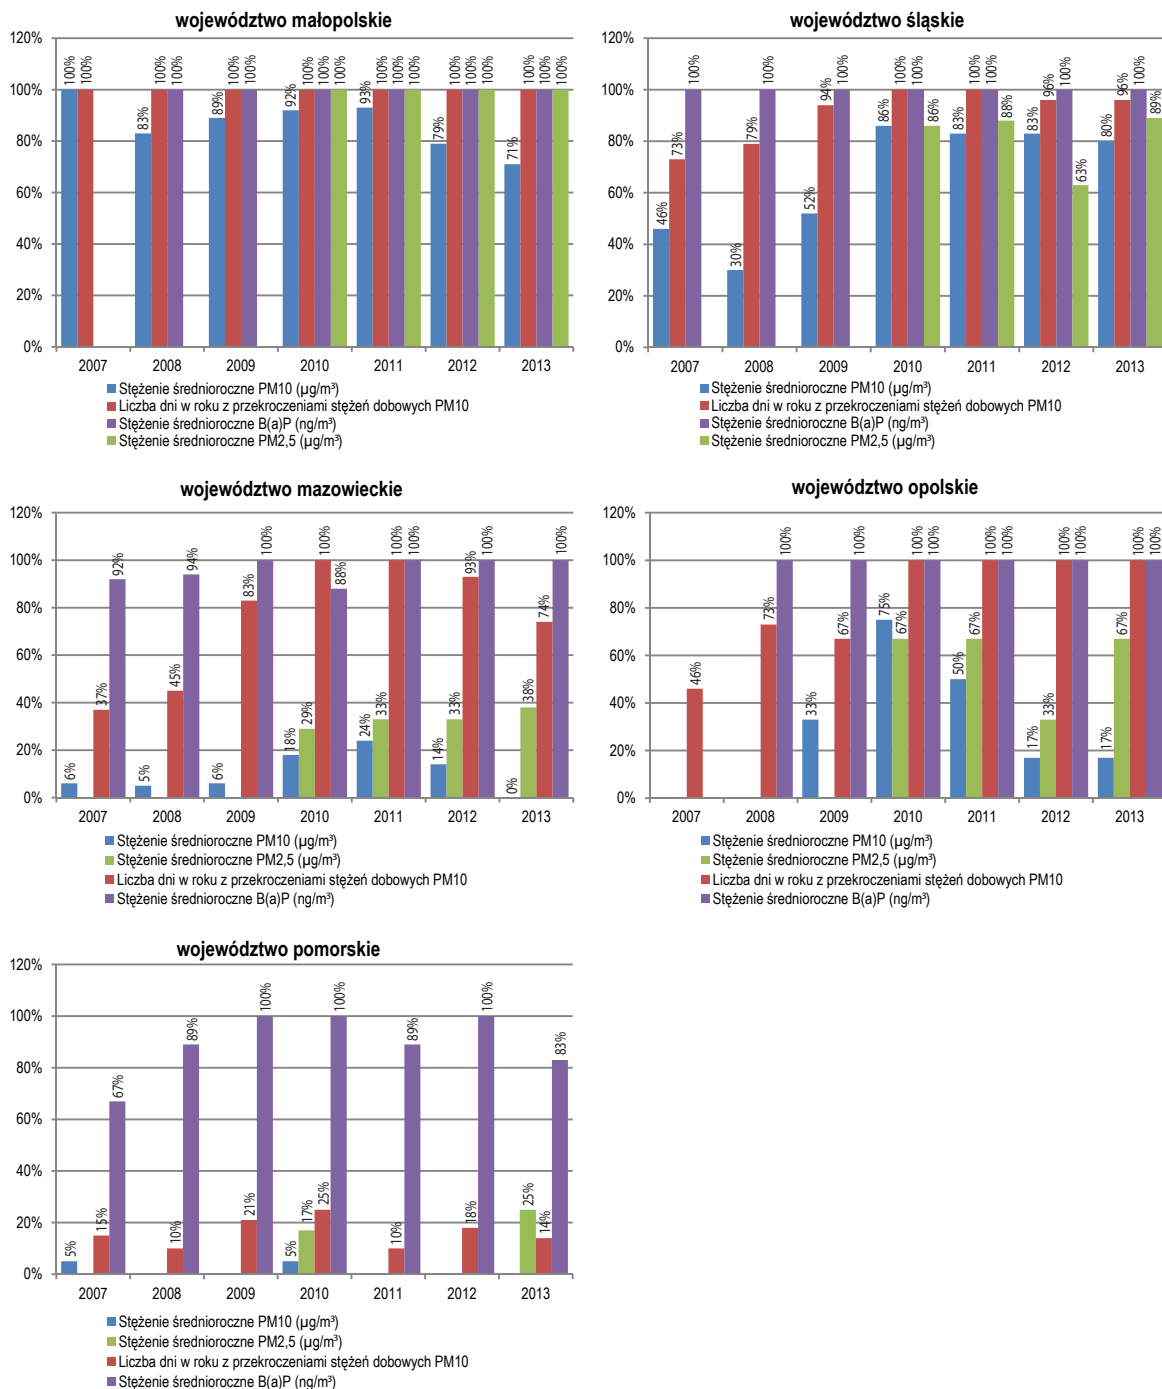 województwo małopolskie
120%
100%
80%
60%
40%
20%
0%
100% 100% 83% 100% 100% 89% 100% 100% 92% 100% 100% 100% 93% 100% 100% 100% 79% 100% 100% 100% 71% 100% 100% 100%
2007 2008 2009 2010 2011 2012 2013
Stężenie średnioroczne PM10 (µg/m³)
Liczba dni w roku z przekroczeniami stężeń dobowych PM10
Stężenie średnioroczne B(a)P (ng/m³)
Stężenie średnioroczne PM2,5 (µg/m³)
województwo śląskie
120%
100%
80%
60%
40%
20%
0%
46% 73% 100% 30% 79% 100% 52% 94% 100% 86% 100% 100% 86% 83% 100% 100% 88% 83% 96% 100% 63% 80% 96% 100% 89%
2007 2008 2009 2010 2011 2012 2013
Stężenie średnioroczne PM10 (µg/m³)
Liczba dni w roku z przekroczeniami stężeń dobowych PM10
Stężenie średnioroczne B(a)P (ng/m³)
Stężenie średnioroczne PM2,5 (µg/m³)
województwo mazowieckie
120%
100%
80%
60%
40%
20%
0%
6% 37% 92% 5% 45% 94% 6% 83% 100% 18% 29% 100% 88% 24% 33% 100% 100% 14% 33% 93% 100% 0% 38% 74% 100%
2007 2008 2009 2010 2011 2012 2013
Stężenie średnioroczne PM10 (µg/m³)
Stężenie średnioroczne PM2,5 (µg/m³)
Liczba dni w roku z przekroczeniami stężeń dobowych PM10
Stężenie średnioroczne B(a)P (ng/m³)
województwo opolskie
120%
100%
80%
60%
40%
20%
0%
46% 73% 100% 33% 67% 100% 75% 67% 100% 100% 50% 67% 100% 100% 17% 33% 100% 100% 17% 67% 100% 100%
2007 2008 2009 2010 2011 2012 2013
Stężenie średnioroczne PM10 (µg/m³)
Stężenie średnioroczne PM2,5 (µg/m³)
Liczba dni w roku z przekroczeniami stężeń dobowych PM10
Stężenie średnioroczne B(a)P (ng/m³)
województwo pomorskie
120%
100%
80%
60%
40%
20%
0%
5% 15% 67% 10% 89% 21% 100% 5% 17% 25% 100% 10% 89% 18% 100% 25% 14% 83%
2007 2008 2009 2010 2011 2012 2013
Stężenie średnioroczne PM10 (µg/m³)
Stężenie średnioroczne PM2,5 (µg/m³)
Liczba dni w roku z przekroczeniami stężeń dobowych PM10
Stężenie średnioroczne B(a)P (ng/m³)